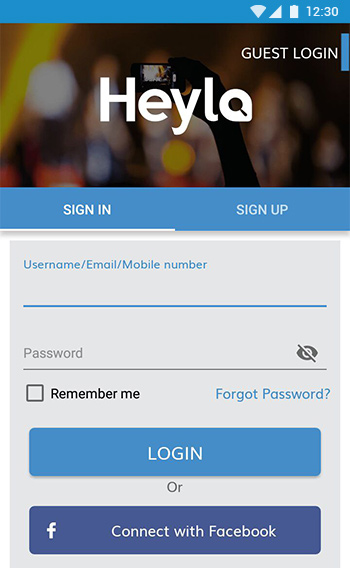 12:30
GUEST LOGIN
Heyla
SIGN IN SIGN UP
Username/Email/Mobile number
Password
Remember me Forgot Password?
LOGIN
Or
f Connect with Facebook